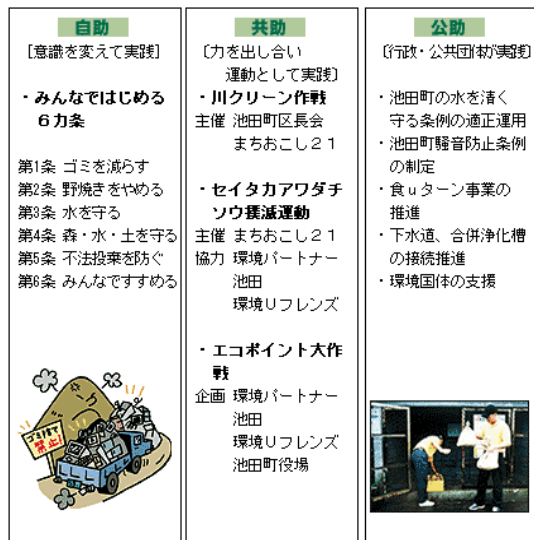 自助
[意識を変えて実践]
・みんなではじめる
６カ条
第1条 ゴミを減らす
第2条 野焼きをやめる
第3条 水を守る
第4条 森・水・土を守る
第5条 不法投棄を防ぐ
第6条 みんなですすめる
ゴミ捨て
禁止!
共助
〔力を出し合い
運動として実践〕
・川クリーン作戦
主催 池田町区長会
まちおこし２１
・セイタカアワダチ
ソウ撲滅運動
主催 まちおこし２１
協力 環境パートナー
池田
環境Ｕフレンズ
・エコポイント大作
戦
企画 環境パートナー
池田
環境Ｕフレンズ
池田町役場
公助
〔行政・公共団体が実践〕
・池田町の水を清く
守る条例の適正運用
・池田町騒音防止条例
の制定
・食ｕターン事業の
推進
・下水道、合併浄化槽
の接続推進
・環境国体の支援